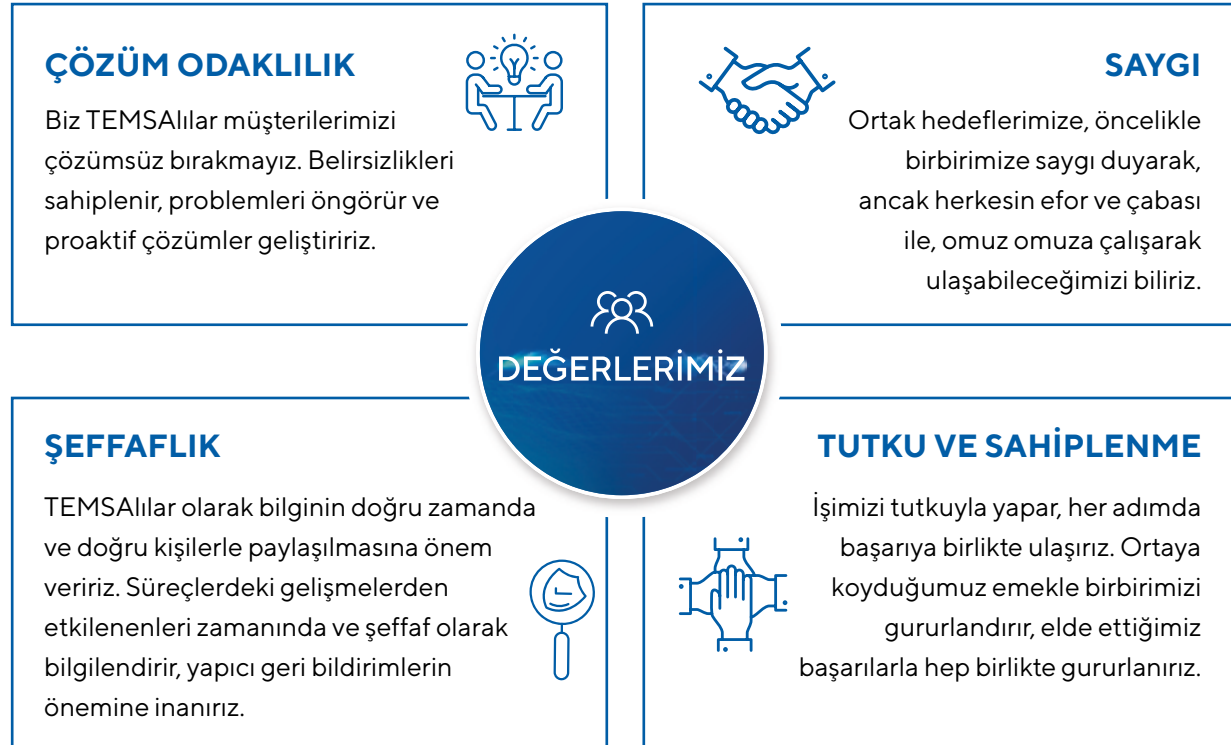 ÇÖZÜM ODAKLILIK
Biz TEMSAlılar müşterilerimizi
çözümsüz bırakmayız. Belirsizlikleri
sahiplenir, problemleri öngörür ve
proaktif çözümler geliştiririz.
SAYGI
Ortak hedeflerimize, öncelikle
birbirimize saygı duyarak,
ancak herkesin efor ve çabası
ile, omuz omuza çalışarak
ulaşabileceğimizi biliriz.
DEĞERLERİMİZ
ŞEFFAFLIK
TEMSAlılar olarak bilginin doğru zamanda
ve doğru kişilerle paylaşılmasına önem
veririz. Süreçlerdeki gelişmelerden
etkilenenleri zamanında ve şeffaf olarak
bilgilendirir, yapıcı geri bildirimlerin
önemine inanırız.
TUTKU VE SAHİPLENME
İşimizi tutkuyla yapar, her adımda
başarıya birlikte ulaşırız. Ortaya
koyduğumuz emekle birbirimizi
gururlandırır, elde ettiğimiz
başarılarla hep birlikte gururlanırız.